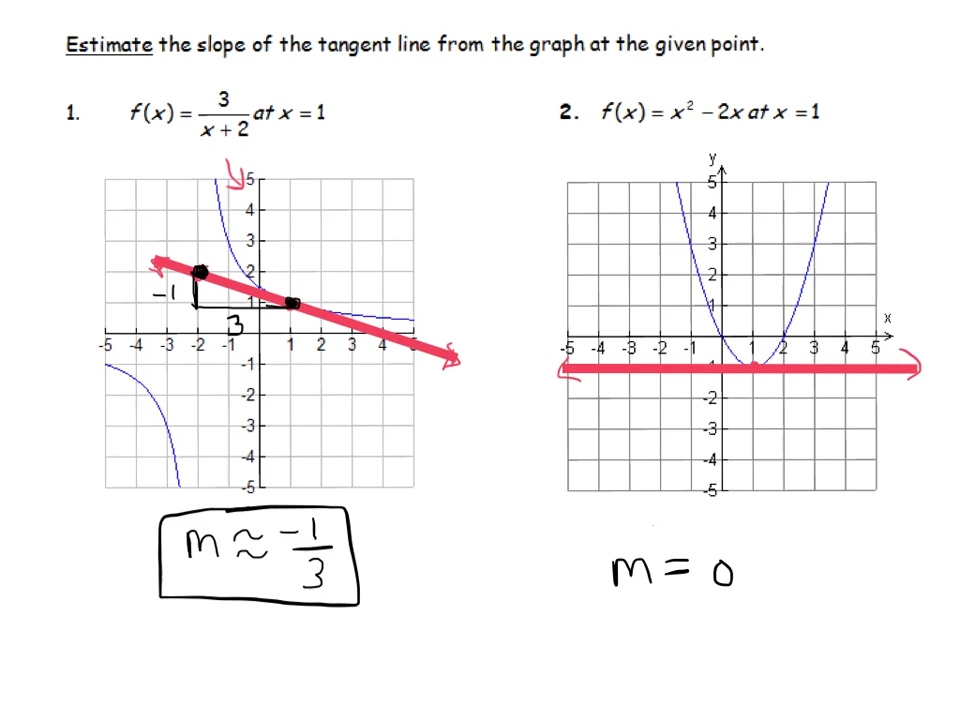 Estimate the slope of the tangent line from the graph at the given point.
1. f(x) = 3/(x + 2) at x = 1
2. f(x) = x² − 2x at x = 1
5
4
3
2
1
-5 -4 -3 -2 -1 1 2 3 4 5
-1
-2
-3
-4
-5
−1
3
y
5
4
3
2
1
x
-5 -4 -3 -2 -1 1 2 3 4 5
-1
-2
-3
-4
-5
m ≈ −1/3
m = 0